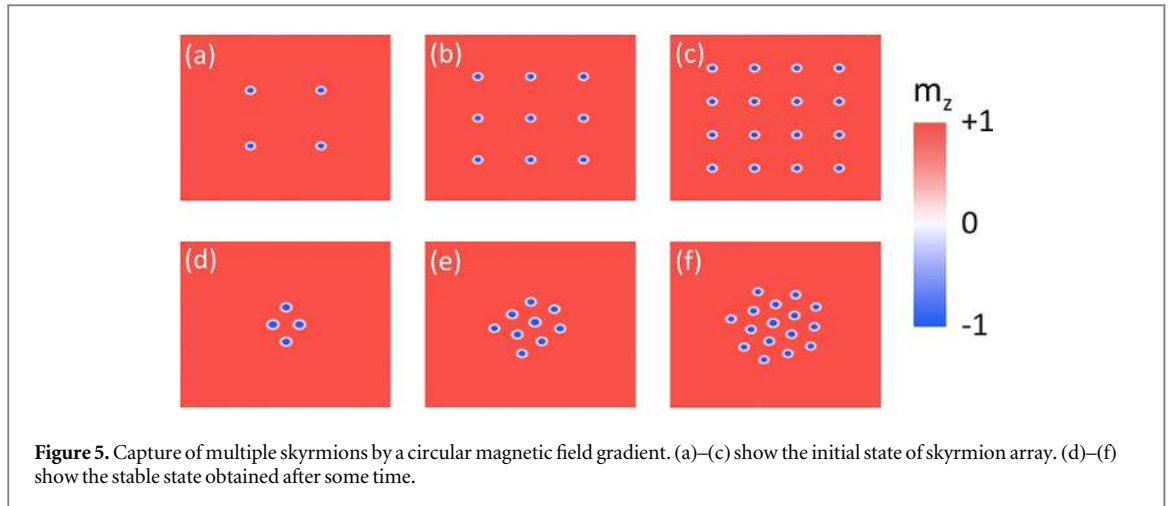 (a)
(b)
(c)
m_z
+1
0
-1
(d)
(e)
(f)
Figure 5. Capture of multiple skyrmions by a circular magnetic field gradient. (a)–(c) show the initial state of skyrmion array. (d)–(f)
show the stable state obtained after some time.